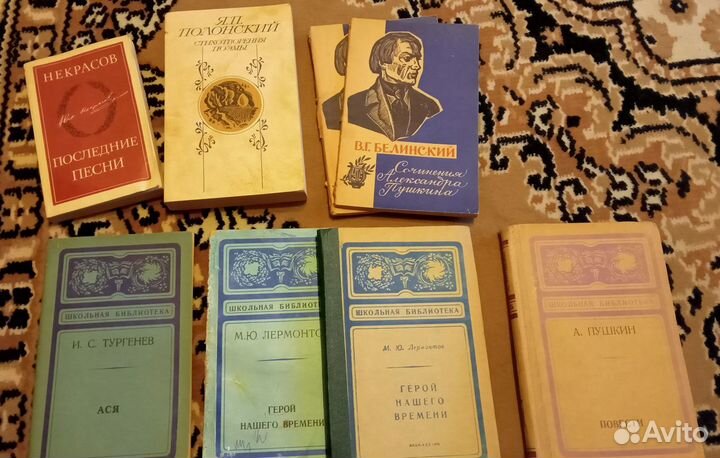 НЕКРАСОВ
ПОСЛЕДНИЕ
ПЕСНИ
Я.П.
ПОЛОНСКИЙ
СТИХОТВОРЕНИЯ
ПОЭМЫ
В.Г. БЕЛИНСКИЙ
Сочинения
Александра
Пушкина
ШКОЛЬНАЯ БИБЛИОТЕКА
И. С. ТУРГЕНЕВ
АСЯ
ШКОЛЬНАЯ БИБЛИОТЕКА
М.Ю ЛЕРМОНТО
ГЕРОЙ
НАШЕГО ВРЕМЕНИ
ШКОЛЬНАЯ БИБЛИОТЕКА
М. Ю. Лермонтов
ГЕРОЙ
НАШЕГО
ВРЕМЕНИ
ШКОЛЬНАЯ БИБЛИОТЕКА
А. ПУШКИН
ПОВЕСТИ
Avito